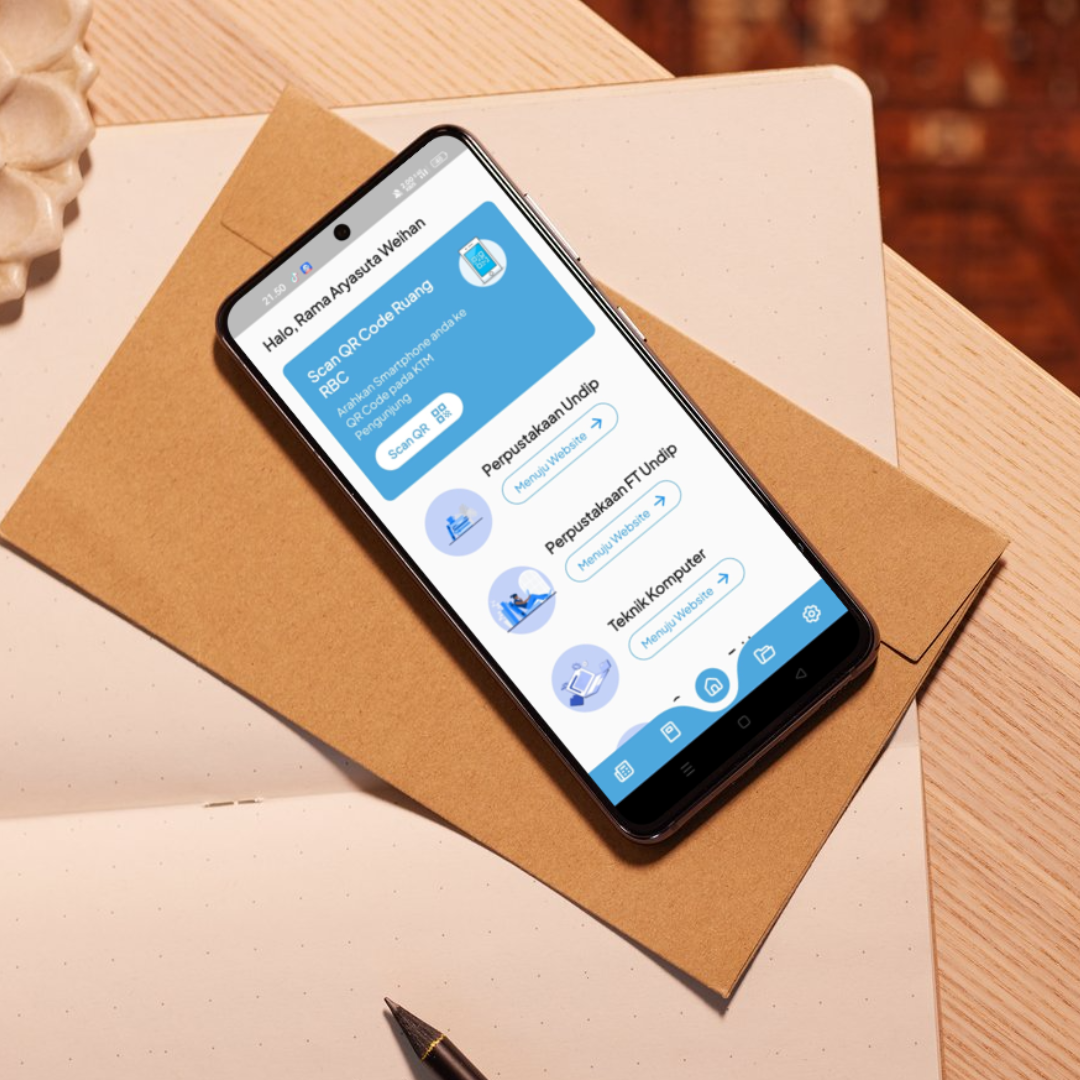 21.50
Halo, Rama Aryasuta Weihan
Scan QR Code Ruang
RBC
Arahkan Smartphone anda ke
QR Code pada KTM
Pengunjung
Scan QR
Perpustakaan Undip
Menuju Website
Perpustakaan FT Undip
Menuju Website
Teknik Komputer
Menuju Website